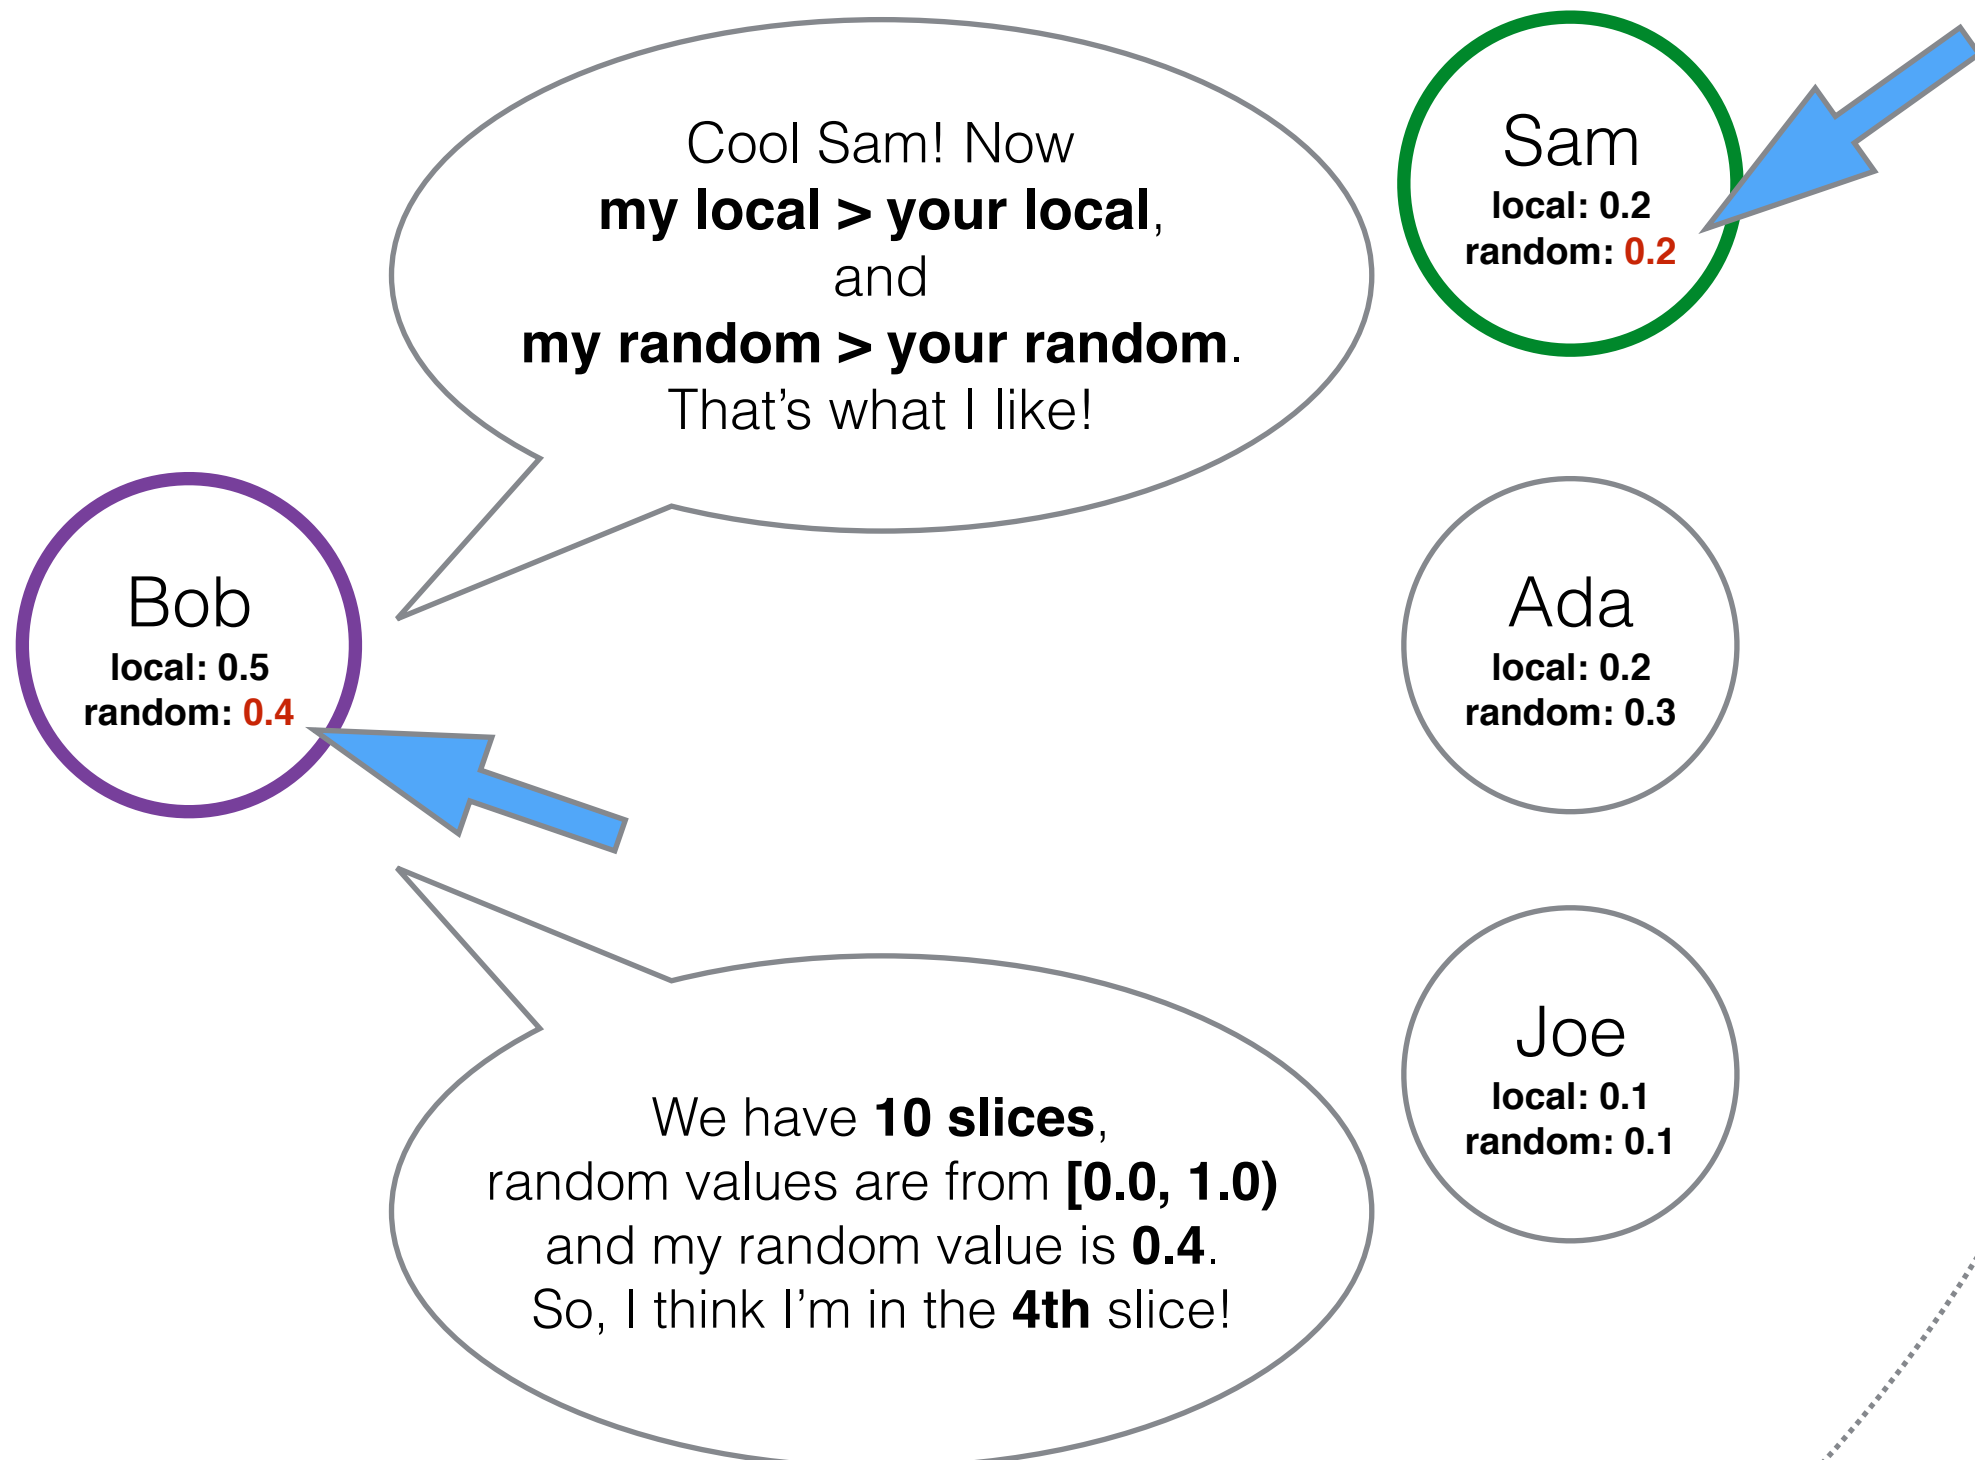 Cool Sam! Now
my local > your local,
and
my random > your random.
That’s what I like!
Sam
local: 0.2
random: 0.2
Bob
local: 0.5
random: 0.4
Ada
local: 0.2
random: 0.3
We have 10 slices,
random values are from [0.0, 1.0)
and my random value is 0.4.
So, I think I’m in the 4th slice!
Joe
local: 0.1
random: 0.1